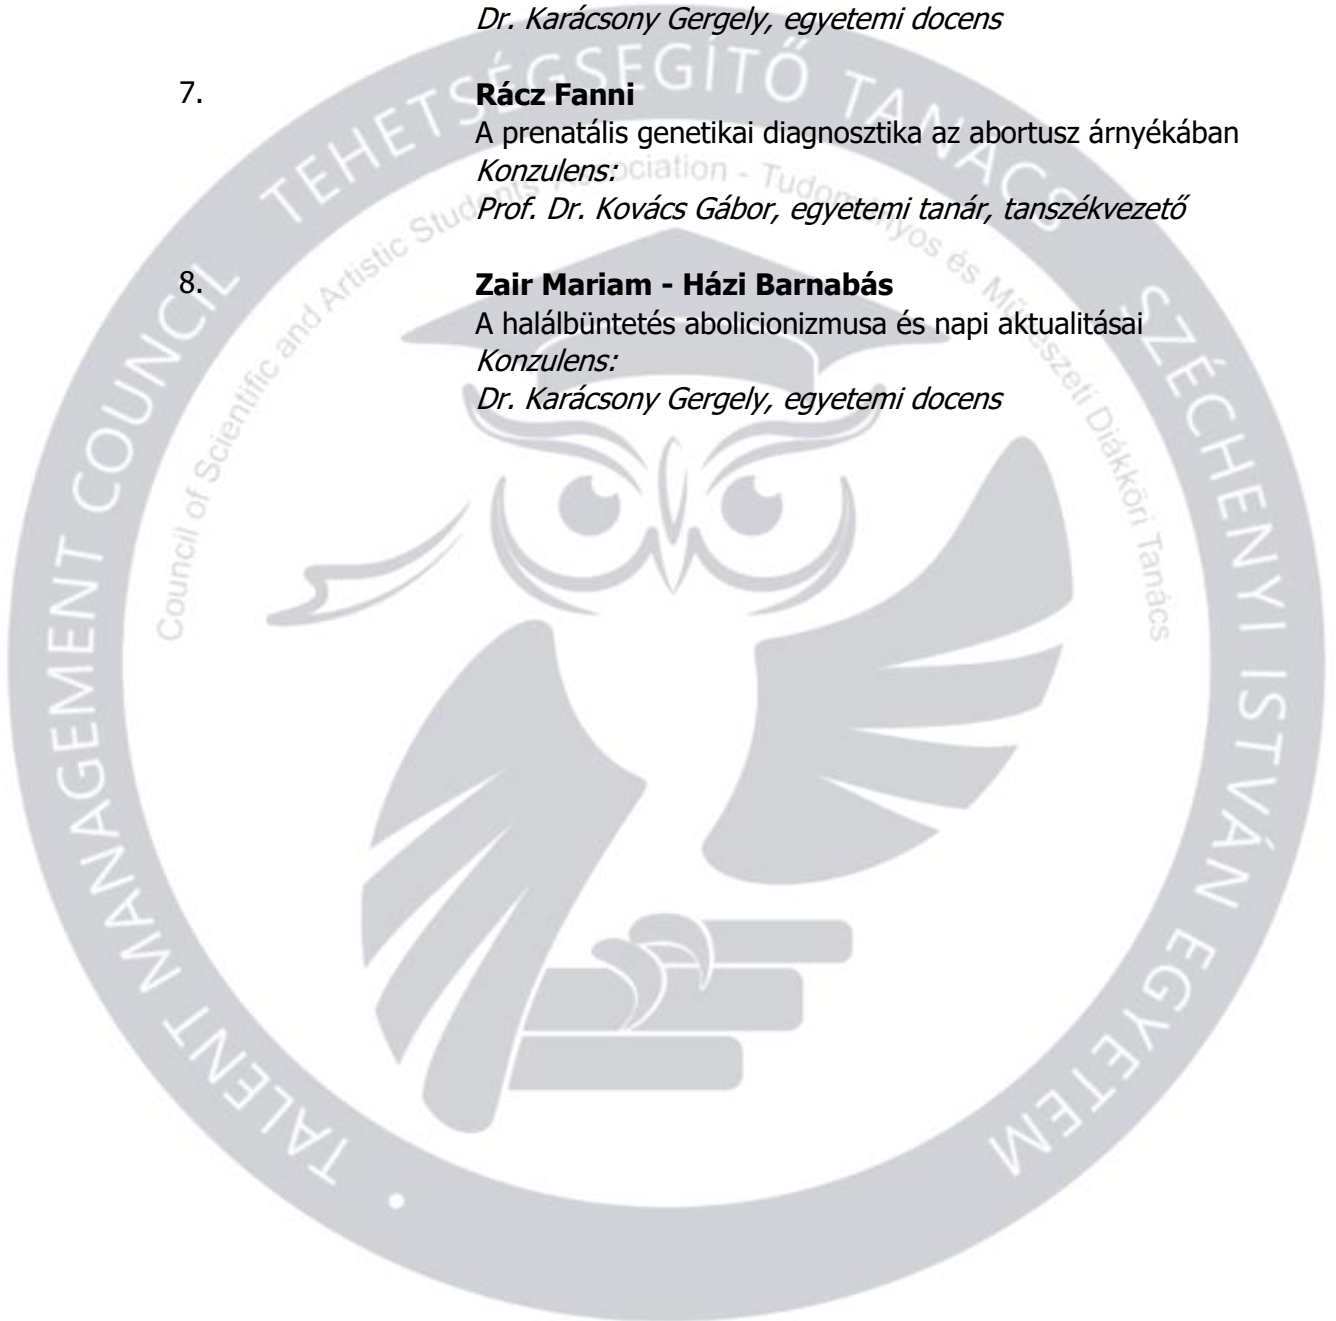 Dr. Karácsony Gergely, egyetemi docens
7.
Rácz Fanni
A prenatális genetikai diagnosztika az abortusz árnyékában
Konzulens:
Prof. Dr. Kovács Gábor, egyetemi tanár, tanszékvezető
8.
Zair Mariam - Házi Barnabás
A halálbüntetés abolicionizmusa és napi aktualitásai
Konzulens:
Dr. Karácsony Gergely, egyetemi docens
TALENT MANAGEMENT COUNCIL TEHETSÉGSEGÍTŐ TANÁCS SZÉCHENYI ISTVÁN EGYETEM •
Council of Scientific and Artistic Students Association - Tudományos és Művészeti Diákköri Tanács